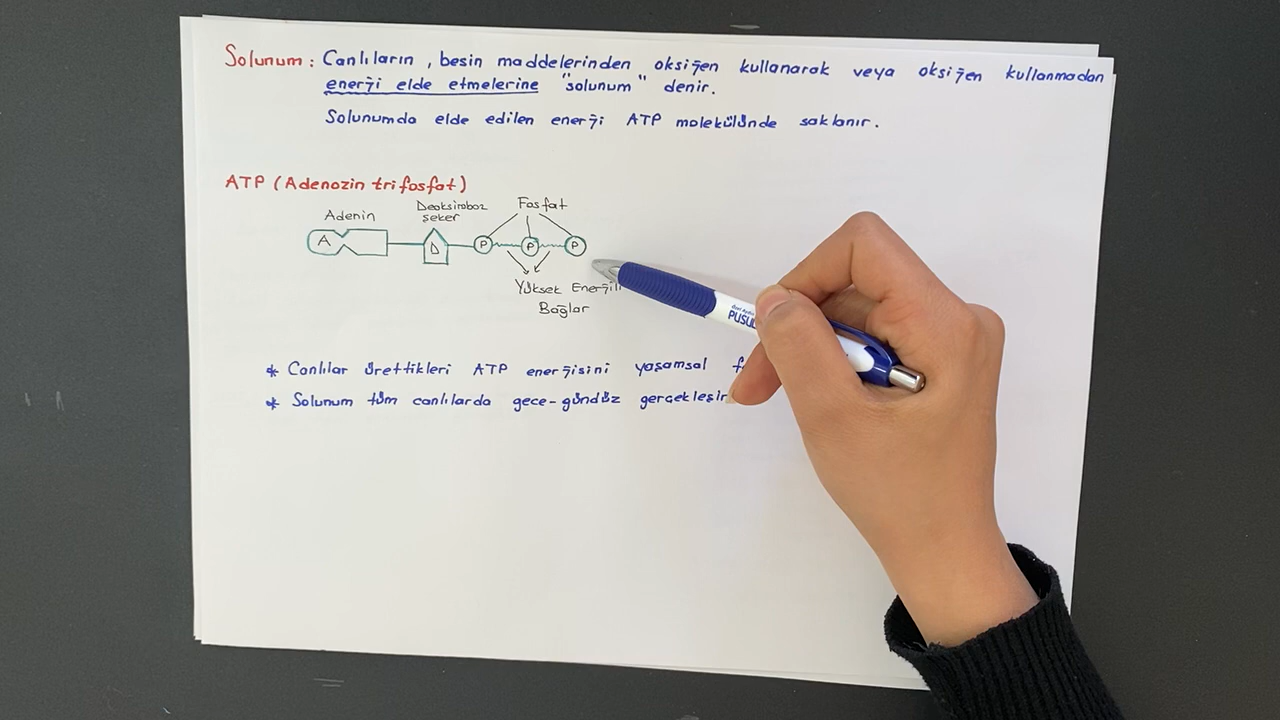 Solunum : Canlıların , besin maddelerinden oksijen kullanarak veya oksijen kullanmadan
enerji elde etmelerine "solunum" denir.
Solunumda elde edilen enerji ATP molekülünde saklanır.
ATP (Adenozin trifosfat)
Adenin
Deoksiroboz
şeker
Fosfat
A
D
P
P
P
Yüksek Enerjili
Bağlar
* Canlılar ürettikleri ATP enerjisini yaşamsal
* Solunum tüm canlılarda gece-gündüz gerçekleşir